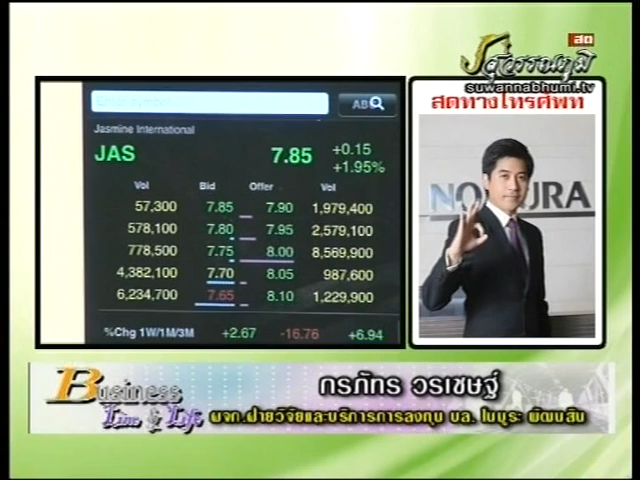 สด
สุวรรณภูมิ
suwannabhumi.tv
สดทางโทรศัพท์
NOMURA
Jasmine International
JAS 7.85 +0.15
+1.95%
Vol Bid Offer Vol
57,300 7.85 7.90 1,979,400
578,100 7.80 7.95 2,579,100
778,500 7.75 8.00 8,569,900
4,382,100 7.70 8.05 987,600
6,234,700 7.65 8.10 1,229,900
%Chg 1W/1M/3M +2.67 -16.76 +6.94
Business
Line & Life
กรภัทร วรเชษฐ์
ผจก.ฝ่ายวิจัยและบริการการลงทุน บล. โนมูระ พัฒนสิน